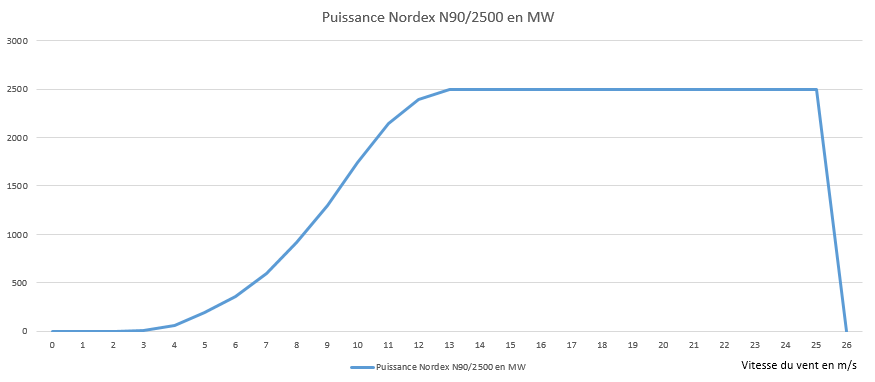 Puissance Nordex N90/2500 en MW
3000
2500
2000
1500
1000
500
0
0 1 2 3 4 5 6 7 8 9 10 11 12 13 14 15 16 17 18 19 20 21 22 23 24 25 26
Puissance Nordex N90/2500 en MW
Vitesse du vent en m/s